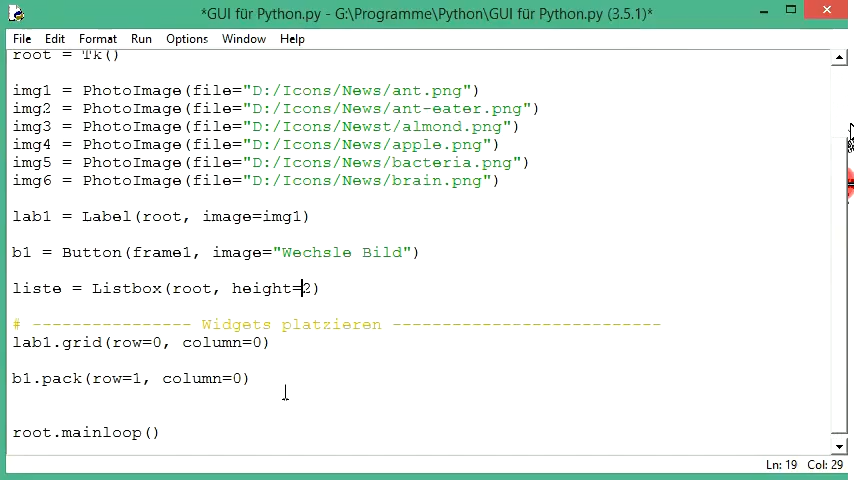 *GUI für Python.py - G:\Programme\Python\GUI für Python.py (3.5.1)*
File Edit Format Run Options Window Help
root = Tk()
img1 = PhotoImage(file="D:/Icons/News/ant.png")
img2 = PhotoImage(file="D:/Icons/News/ant-eater.png")
img3 = PhotoImage(file="D:/Icons/Newst/almond.png")
img4 = PhotoImage(file="D:/Icons/News/apple.png")
img5 = PhotoImage(file="D:/Icons/News/bacteria.png")
img6 = PhotoImage(file="D:/Icons/News/brain.png")
lab1 = Label(root, image=img1)
b1 = Button(frame1, image="Wechsle Bild")
liste = Listbox(root, height=2)
# ---------------- Widgets platzieren ---------------------------
lab1.grid(row=0, column=0)
b1.pack(row=1, column=0)
root.mainloop()
Ln: 19 Col: 29